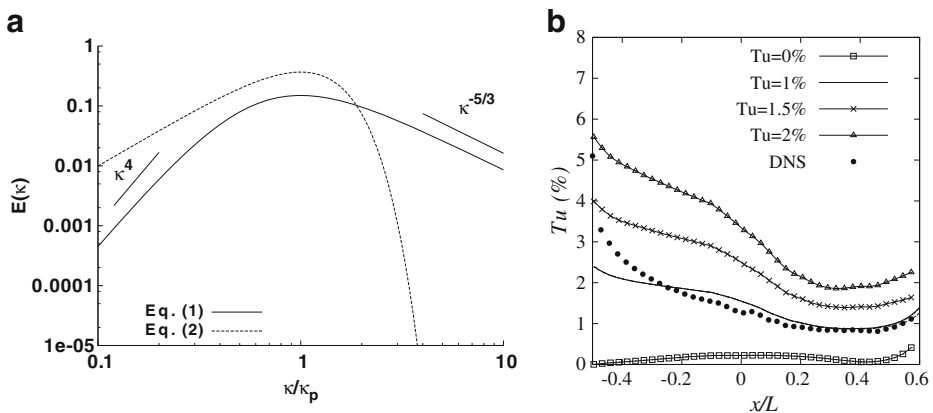 a
1
0.1
0.01
0.001
0.0001
1e-05
E(κ)
κ^4
κ^-5/3
Eq. (1)
Eq. (2)
0.1
1
10
κ/κp
b
8
7
6
5
4
3
2
1
0
Tu (%)
Tu=0%
Tu=1%
Tu=1.5%
Tu=2%
DNS
-0.4
-0.2
0
0.2
0.4
0.6
x/L